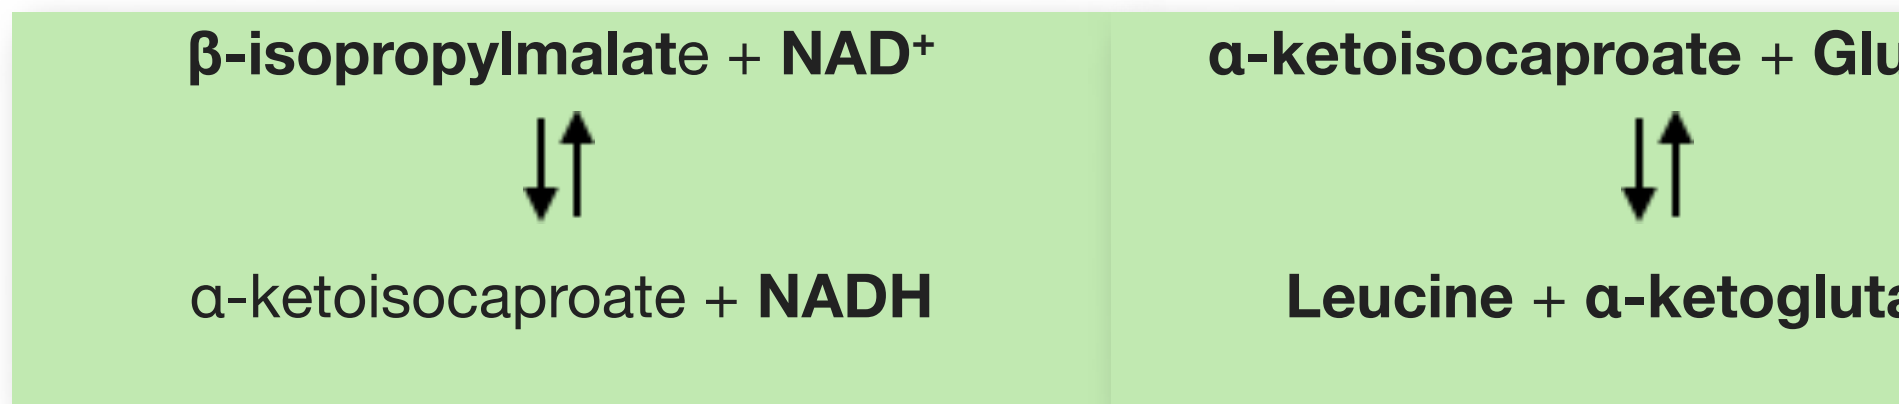 β-isopropylmalate + NAD⁺
α-ketoisocaproate + NADH
α-ketoisocaproate + Glu
Leucine + α-ketogluta